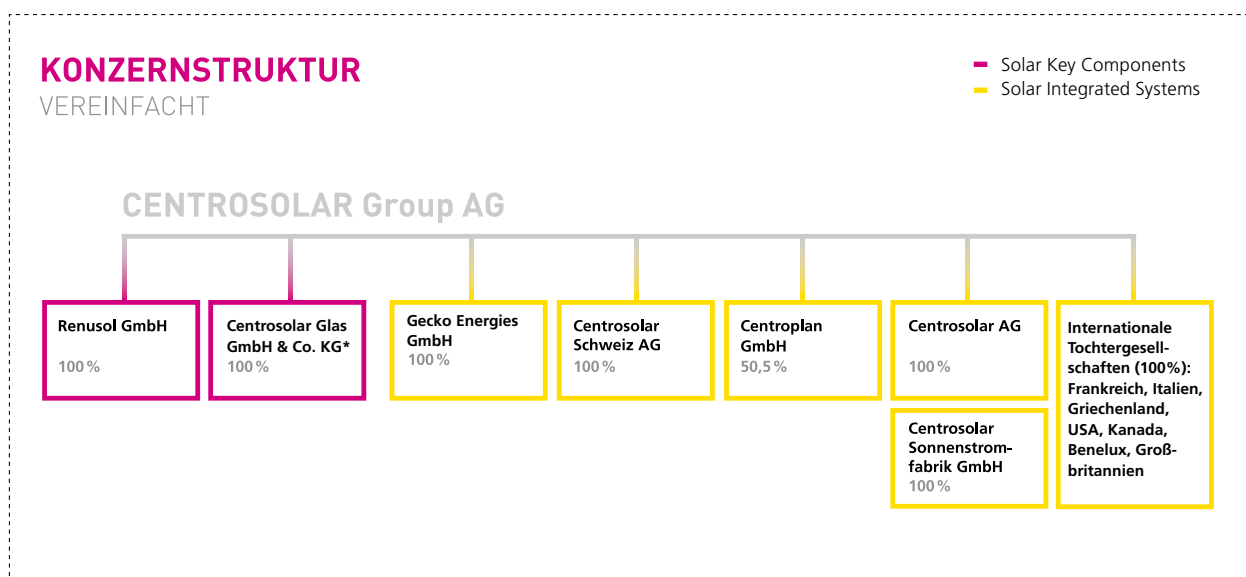 KONZERNSTRUKTUR
VEREINFACHT
Solar Key Components
Solar Integrated Systems
CENTROSOLAR Group AG
Renusol GmbH
100 %
Centrosolar Glas
GmbH & Co. KG*
100 %
Gecko Energies
GmbH
100 %
Centrosolar
Schweiz AG
100 %
Centroplan
GmbH
50,5 %
Centrosolar AG
100 %
Centrosolar
Sonnenstrom-
fabrik GmbH
100 %
Internationale
Tochtergesell-
schaften (100%):
Frankreich, Italien,
Griechenland,
USA, Kanada,
Benelux, Groß-
britannien